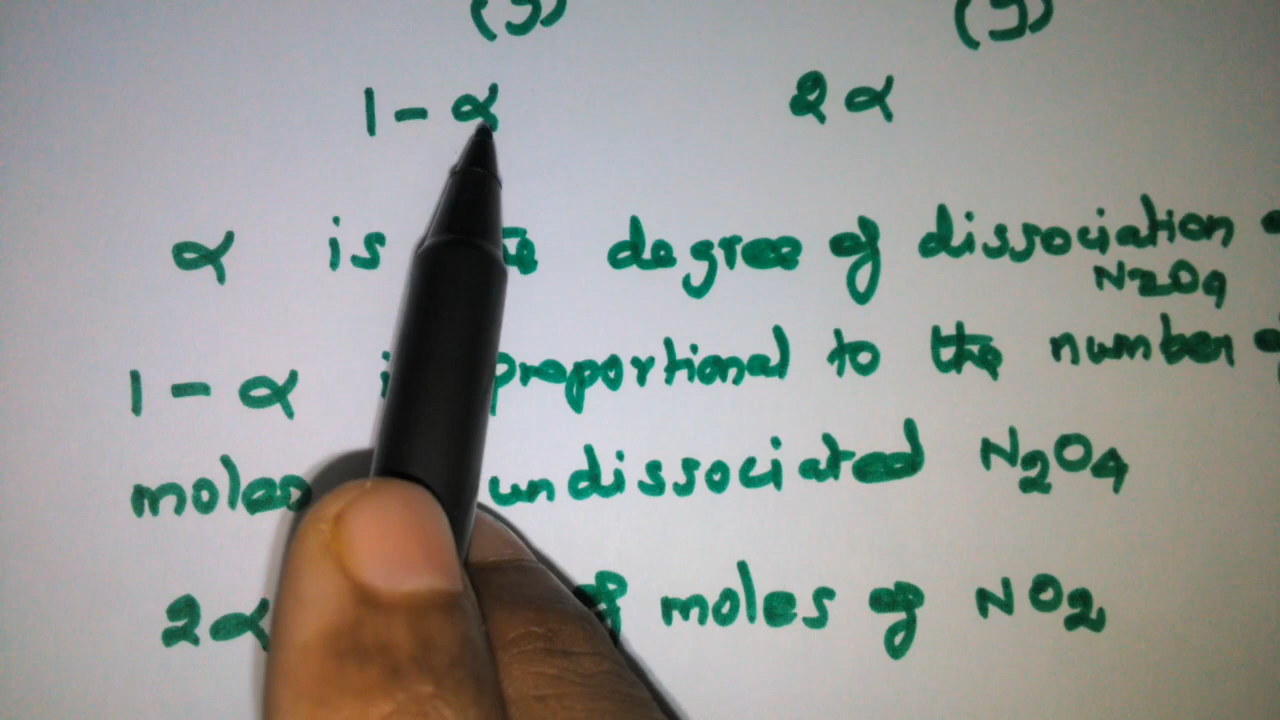 (g) (g)
1 - α 2α
α is degree of dissociation
N2O4
1 - α proportional to the number
moles undissociated N2O4
2α of moles of NO2